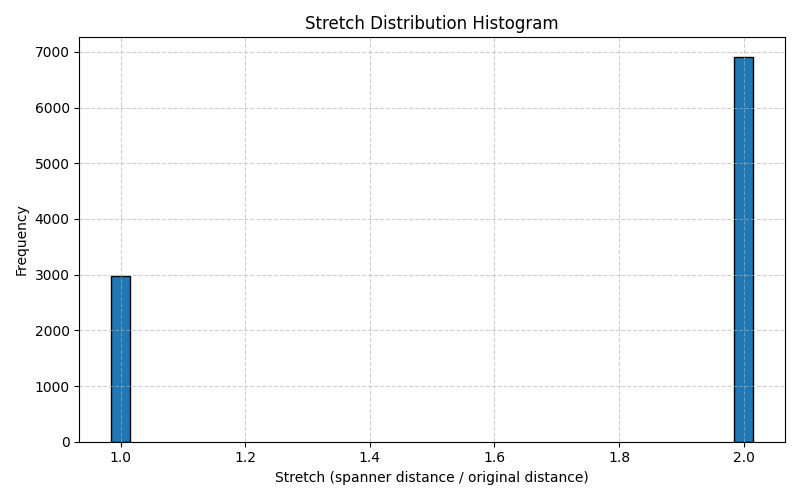 Stretch Distribution Histogram
7000
6000
5000
4000
3000
2000
1000
0
Frequency
1.0 1.2 1.4 1.6 1.8 2.0
Stretch (spanner distance / original distance)